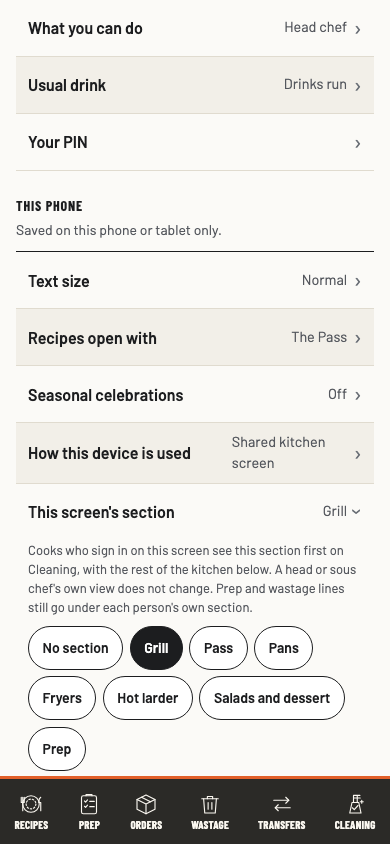 What you can do Head chef ›
Usual drink Drinks run ›
Your PIN ›
THIS PHONE
Saved on this phone or tablet only.
Text size Normal ›
Recipes open with The Pass ›
Seasonal celebrations Off ›
How this device is used Shared kitchen screen ›
This screen's section Grill
Cooks who sign in on this screen see this section first on
Cleaning, with the rest of the kitchen below. A head or sous
chef's own view does not change. Prep and wastage lines
still go under each person's own section.
No section Grill Pass Pans
Fryers Hot larder Salads and dessert
Prep
RECIPES PREP ORDERS WASTAGE TRANSFERS CLEANING